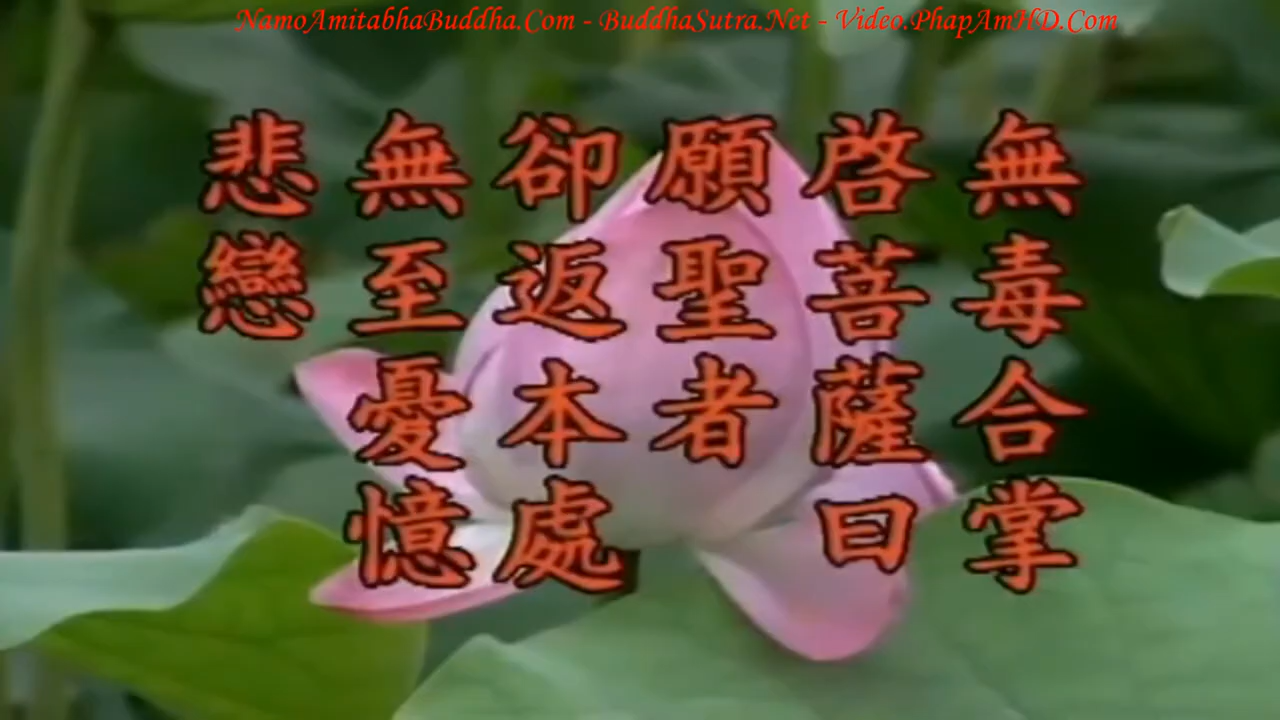 NamoAmitabhaBuddha.Com - BuddhaSutra.Net - Video.PhapAmHD.Com
無毒合掌
啓菩薩曰
願聖者
卻返本處
無至憂憶
悲戀